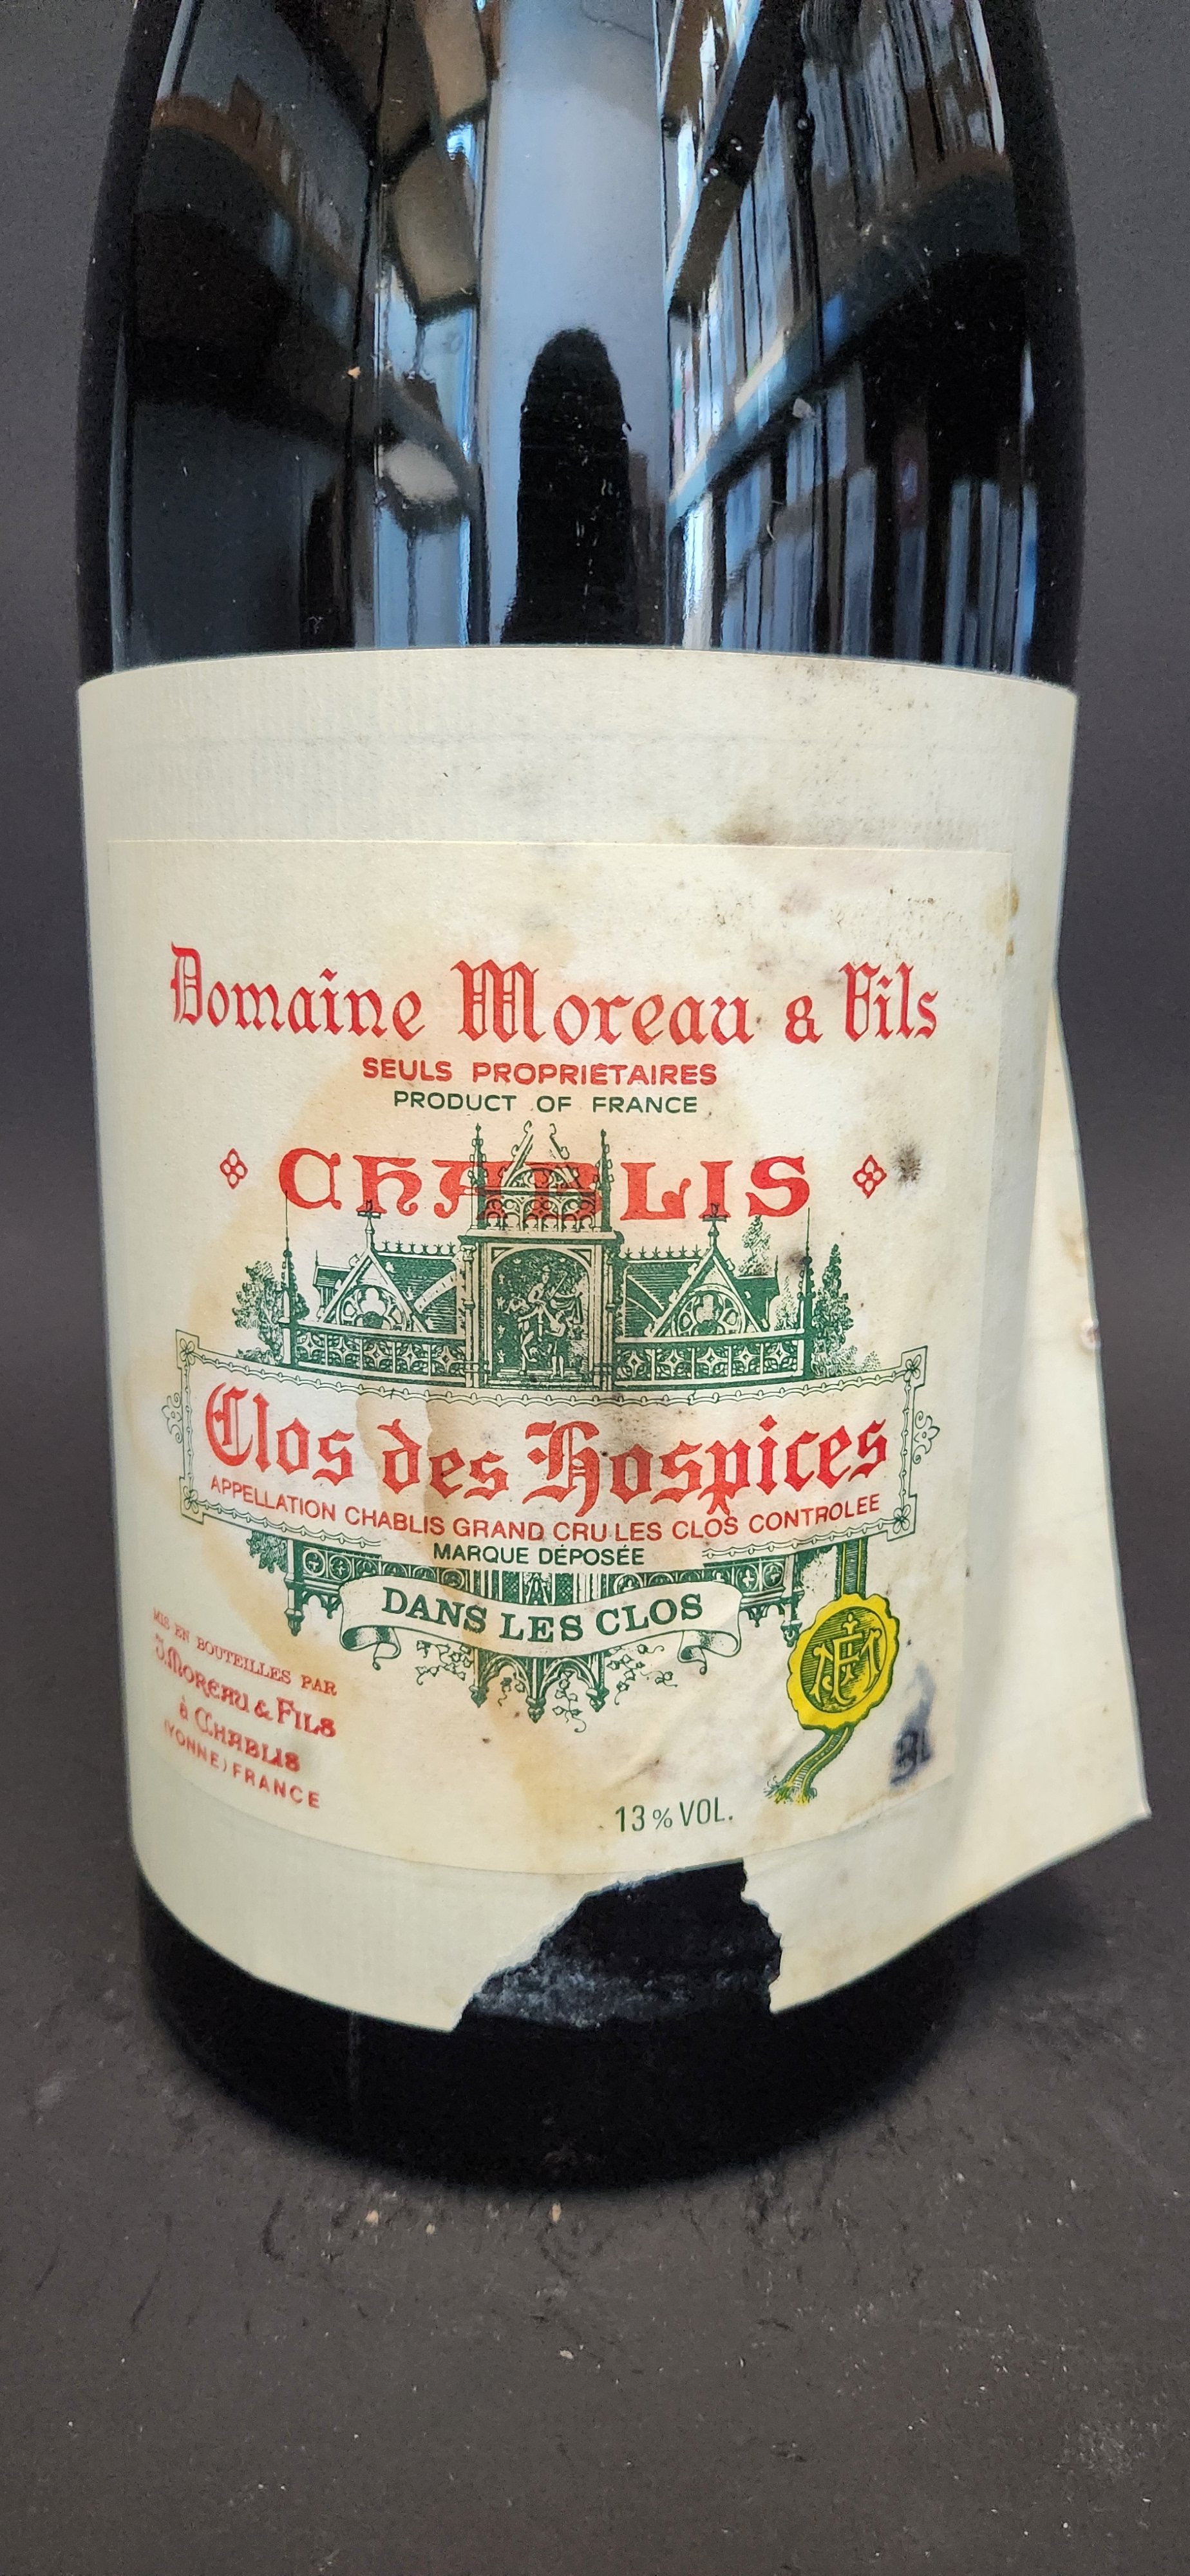 Domaine Moreau & Fils
SEULS PROPRIÉTAIRES
PRODUCT OF FRANCE
CHABLIS
Clos des Hospices
APPELLATION CHABLIS GRAND CRU LES CLOS CONTROLEE
MARQUE DÉPOSÉE
DANS LES CLOS
MIS EN BOUTEILLES PAR
J. MOREAU & FILS
à CHABLIS
(YONNE) FRANCE
13% VOL.